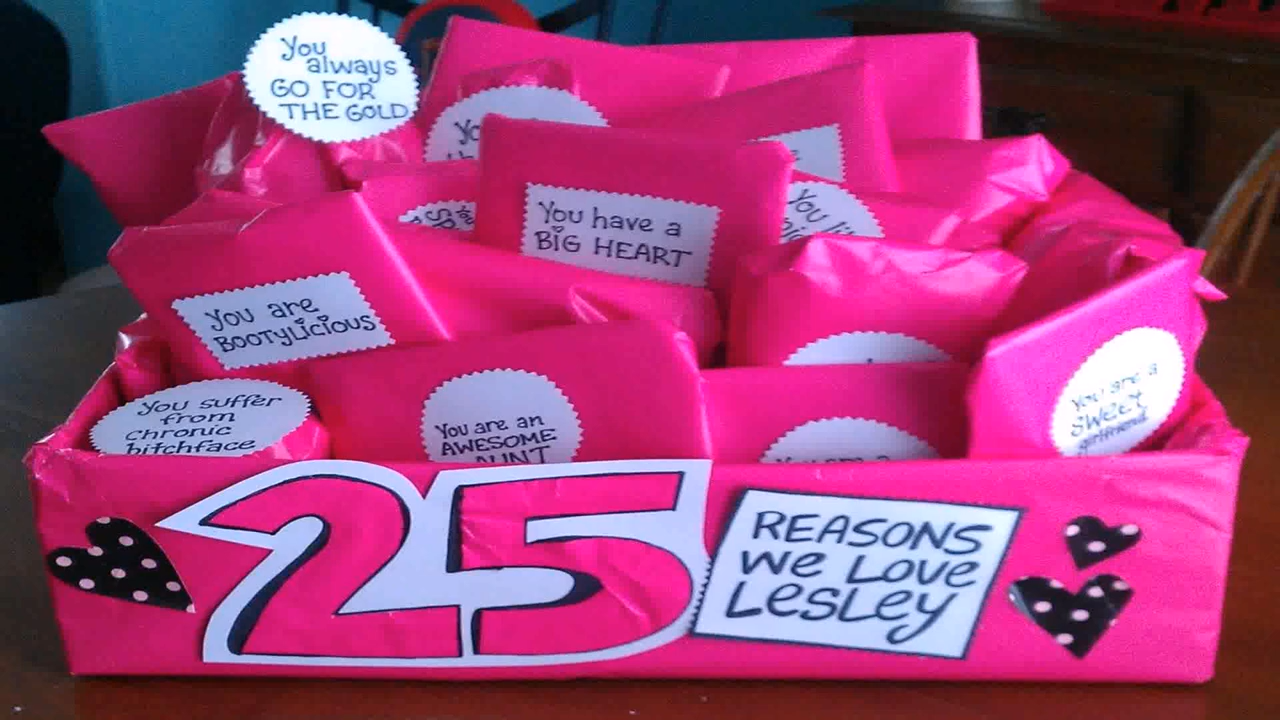 You
always
GO FOR
THE GOLD
You have a
BIG HEART
You are
BOOTYLICIOUS
You suffer
from
chronic
bitchface
You are an
AWESOME
AUNT
You are a
SWEET
girlfriend
25
REASONS
we LOVE
LESLEY